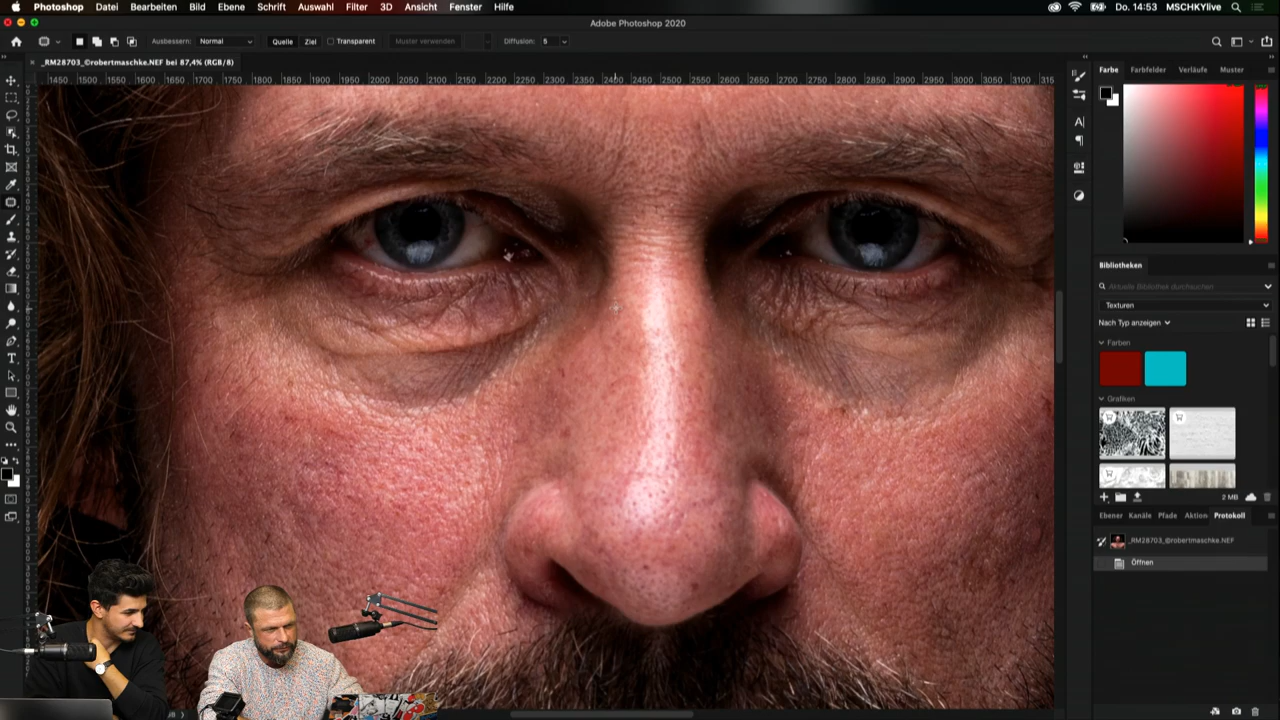 Photoshop Datei Bearbeiten Bild Ebene Schrift Auswahl Filter 3D Ansicht Fenster Hilfe Do. 14:53 MSCHKYlive
Adobe Photoshop 2020
Ausbessern: Normal Quelle Ziel Transparent Muster verwenden Diffusion: 5
_RM28703_©robertmaschke.NEF bei 87,4% (RGB/8)
1450 1500 1550 1600 1650 1700 1750 1800 1850 1900 1950 2000 2050 2100 2150 2200 2250 2300 2350 2400 2450 2500 2550 2600 2650 2700 2750 2800 2850 2900 2950 3000 3050 3100 315
Farbe Farbfelder Verläufe Muster
Bibliotheken
Aktuelle Bibliothek durchsuchen
Texturen
Nach Typ anzeigen
Farben
Grafiken
2 MB
Ebenen Kanäle Pfade Aktion Protokoll
_RM28703_©robertmaschke.NEF
Öffnen